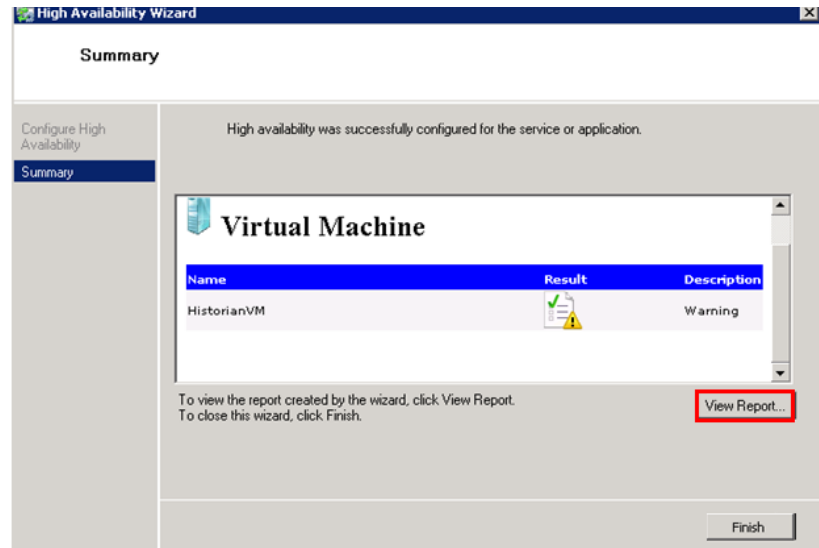 High Availability Wizard
Summary
Configure High
Availability
Summary
High availability was successfully configured for the service or application.
Virtual Machine
Name Result Description
HistorianVM Warning
To view the report created by the wizard, click View Report.
To close this wizard, click Finish.
View Report...
Finish